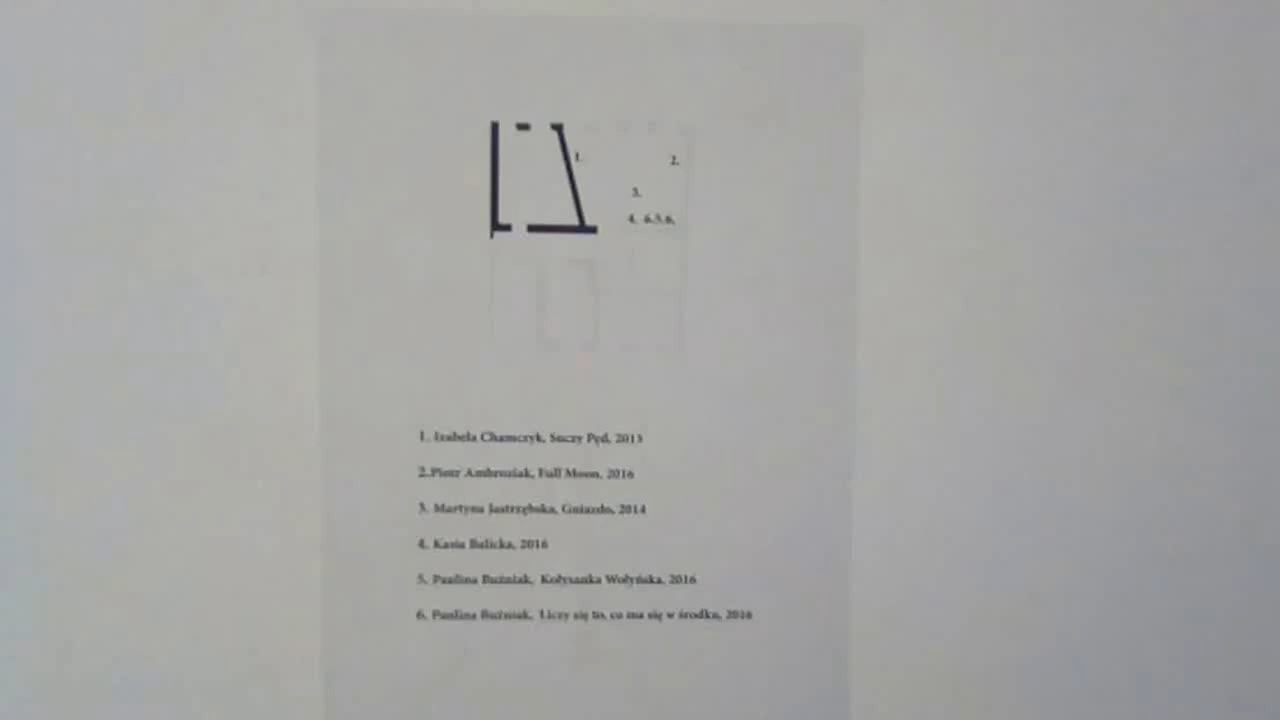 1.
2.
3.
4. 6.5.6.
1. Izabela Chamczyk, Suczy Pęd, 2013
2.Piotr Ambroziak, Full Moon, 2016
3. Martyna Jastrzębska, Gniazdo, 2014
4. Kasia Balicka, 2016
5. Paulina Buźniak, Kołysanka Wołyńska, 2016
6. Paulina Buźniak, Liczy się to, co ma się w środku, 2016